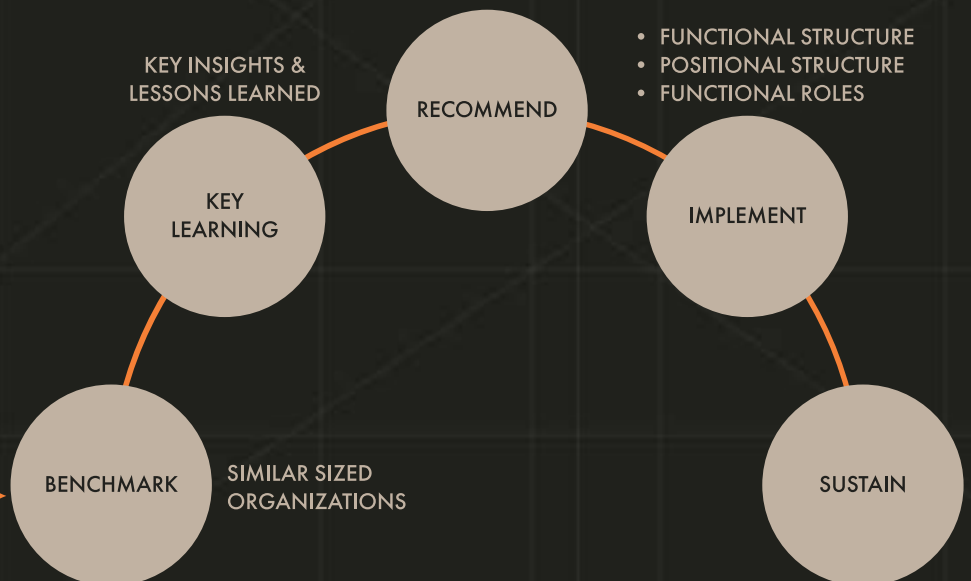 KEY INSIGHTS &
LESSONS LEARNED
RECOMMEND
• FUNCTIONAL STRUCTURE
• POSITIONAL STRUCTURE
• FUNCTIONAL ROLES
KEY
LEARNING
IMPLEMENT
BENCHMARK
SIMILAR SIZED
ORGANIZATIONS
SUSTAIN